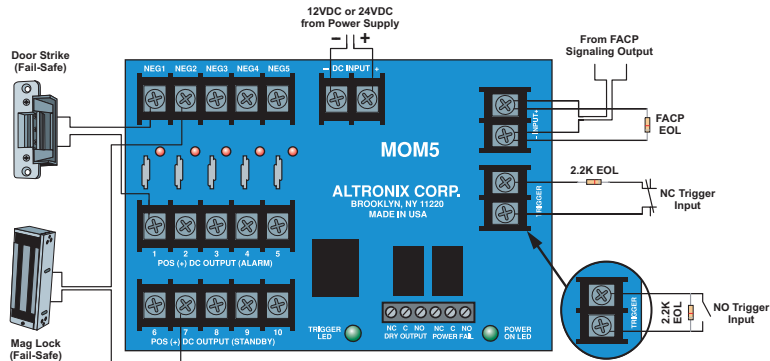 12VDC or 24VDC
from Power Supply
− +
Door Strike
(Fail-Safe)
NEG1 NEG2 NEG3 NEG4 NEG5
− DC INPUT +
From FACP
Signaling Output
− INPUT+
FACP
EOL
MOM5
2.2K EOL
NC Trigger
Input
TRIGGER
ALTRONIX CORP.
BROOKLYN, NY 11220
MADE IN USA
1 2 3 4 5
POS (+) DC OUTPUT (ALARM)
Mag Lock
(Fail-Safe)
6 7 8 9 10
POS (+) DC OUTPUT (STANDBY)
TRIGGER
LED
NC C NO NC C NO
DRY OUTPUT POWER FAIL
POWER
ON LED
TRIGGER
2.2K
EOL
NO Trigger
Input